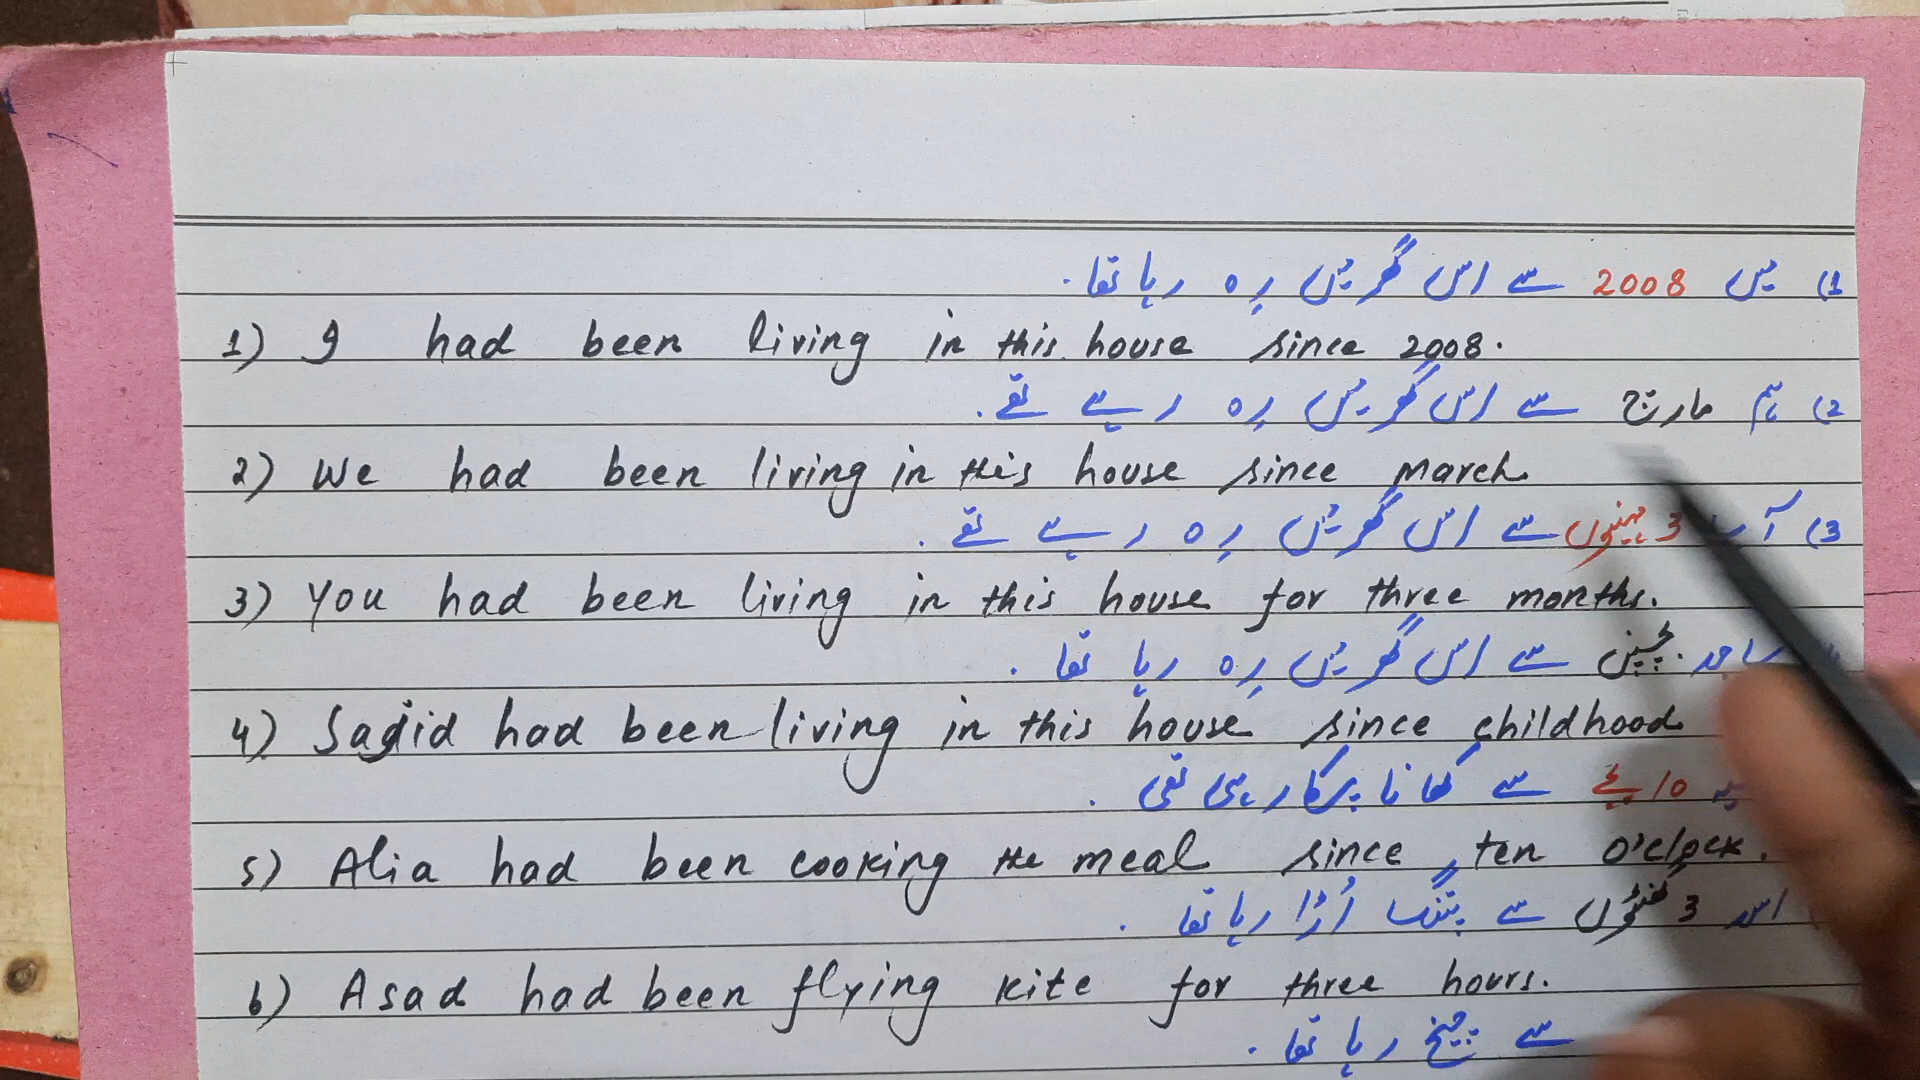 1) میں 2008 سے اس گھر میں رہ رہا تھا.
1) I had been living in this house since 2008.
2) ہم مارچ سے اس گھر میں رہ رہے تھے.
2) We had been living in this house since march.
3) آپ 3 مہینوں سے اس گھر میں رہ رہے تھے.
3) You had been living in this house for three months.
ساجد بچپن سے اس گھر میں رہ رہا تھا.
4) Sajid had been living in this house since childhood
10 بجے سے کھانا پکا رہی تھی.
5) Alia had been cooking the meal since ten o'clock.
اسد 3 گھنٹوں سے پتنگ اُڑا رہا تھا.
6) Asad had been flying kite for three hours.
سے چیخ رہا تھا.